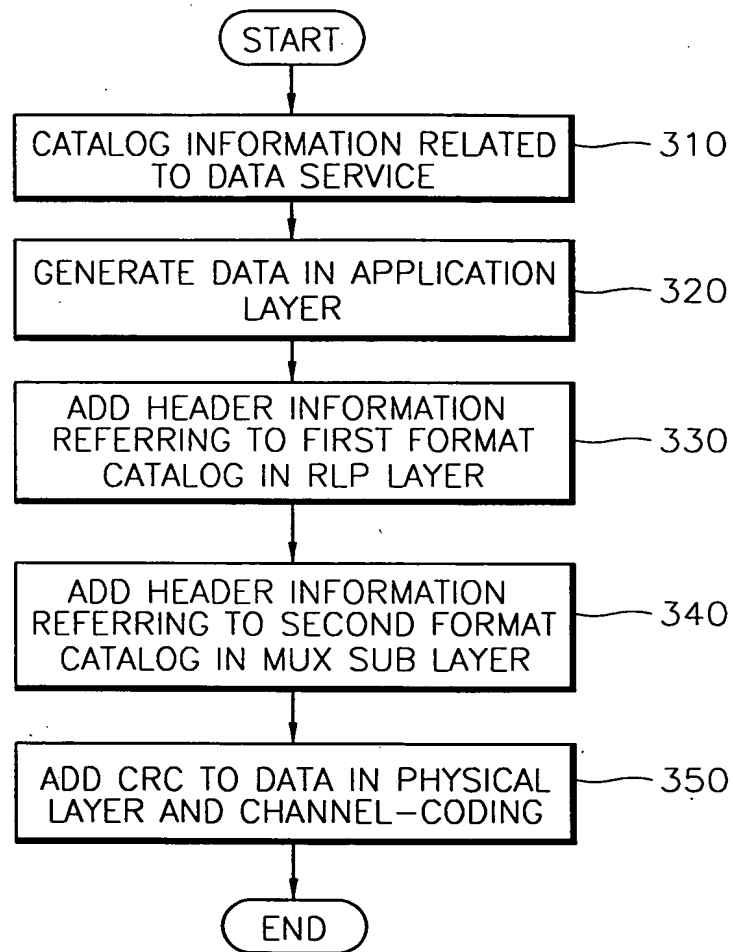 START
CATALOG INFORMATION RELATED
TO DATA SERVICE
310
GENERATE DATA IN APPLICATION
LAYER
320
ADD HEADER INFORMATION
REFERRING TO FIRST FORMAT
CATALOG IN RLP LAYER
330
ADD HEADER INFORMATION
REFERRING TO SECOND FORMAT
CATALOG IN MUX SUB LAYER
340
ADD CRC TO DATA IN PHYSICAL
LAYER AND CHANNEL-CODING
350
END